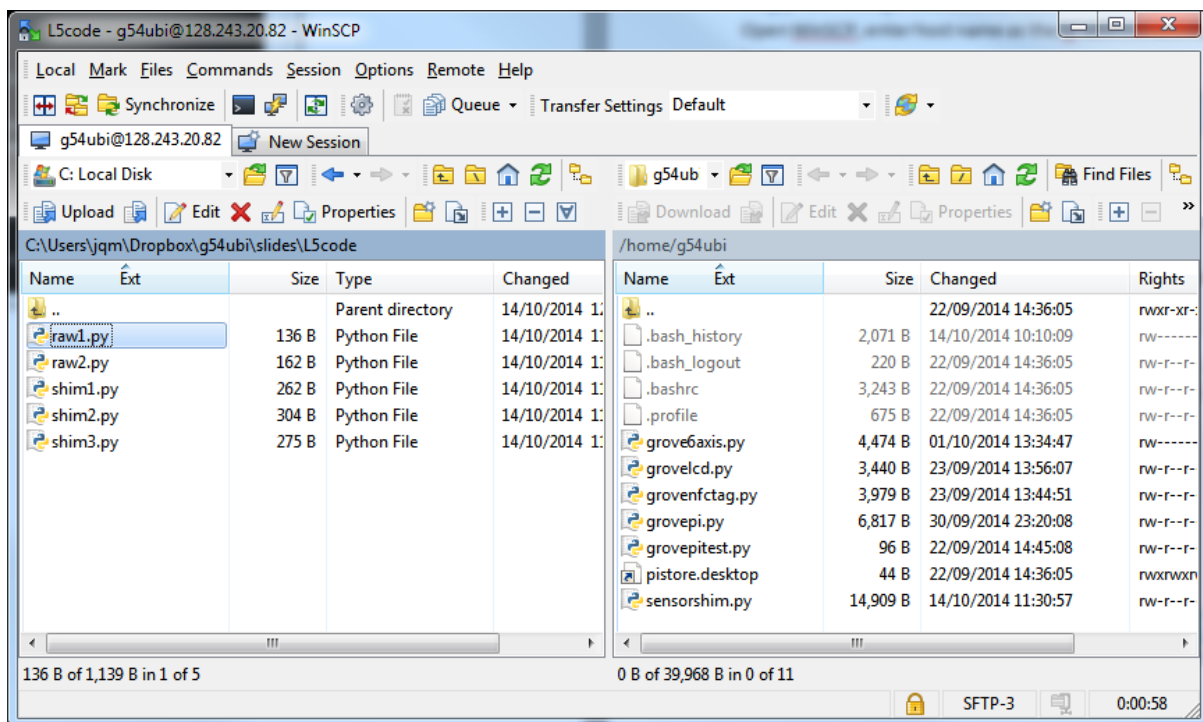 L5code - g54ubi@128.243.20.82 - WinSCP
Local Mark Files Commands Session Options Remote Help
Synchronize Queue Transfer Settings Default
g54ubi@128.243.20.82 New Session
C: Local Disk g54ub Find Files
Upload Edit Properties Download Edit Properties »
C:\Users\jqm\Dropbox\g54ubi\slides\L5code /home/g54ubi
Name Ext Size Type Changed Name Ext Size Changed Rights
.. Parent directory 14/10/2014 .. 22/09/2014 14:36:05 rwxr-xr-
raw1.py 136 B Python File 14/10/2014 .bash_history 2,071 B 14/10/2014 10:10:09 rw------
raw2.py 162 B Python File 14/10/2014 .bash_logout 220 B 22/09/2014 14:36:05 rw-r--r-
shim1.py 262 B Python File 14/10/2014 .bashrc 3,243 B 22/09/2014 14:36:05 rw-r--r-
shim2.py 304 B Python File 14/10/2014 .profile 675 B 22/09/2014 14:36:05 rw-r--r-
shim3.py 275 B Python File 14/10/2014 grove6axis.py 4,474 B 01/10/2014 13:34:47 rw------
grovelcd.py 3,440 B 23/09/2014 13:56:07 rw-r--r-
grovenfctag.py 3,979 B 23/09/2014 13:44:51 rw-r--r-
grovepi.py 6,817 B 30/09/2014 23:20:08 rw-r--r-
grovepitest.py 96 B 22/09/2014 14:45:08 rw-r--r-
pistore.desktop 44 B 22/09/2014 14:36:05 rwxrwxr
sensorshim.py 14,909 B 14/10/2014 11:30:57 rw-r--r-
136 B of 1,139 B in 1 of 5 0 B of 39,968 B in 0 of 11
SFTP-3 0:00:58